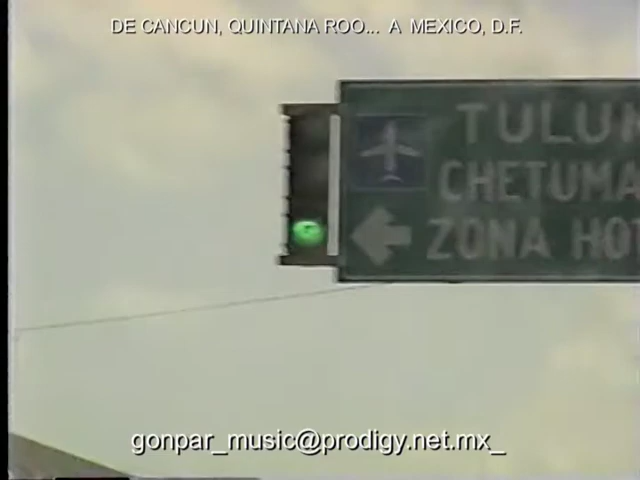 DE CANCUN, QUINTANA ROO... A MEXICO, D.F.
TULUM
CHETUMA
ZONA HOT
gonpar_music@prodigy.net.mx_